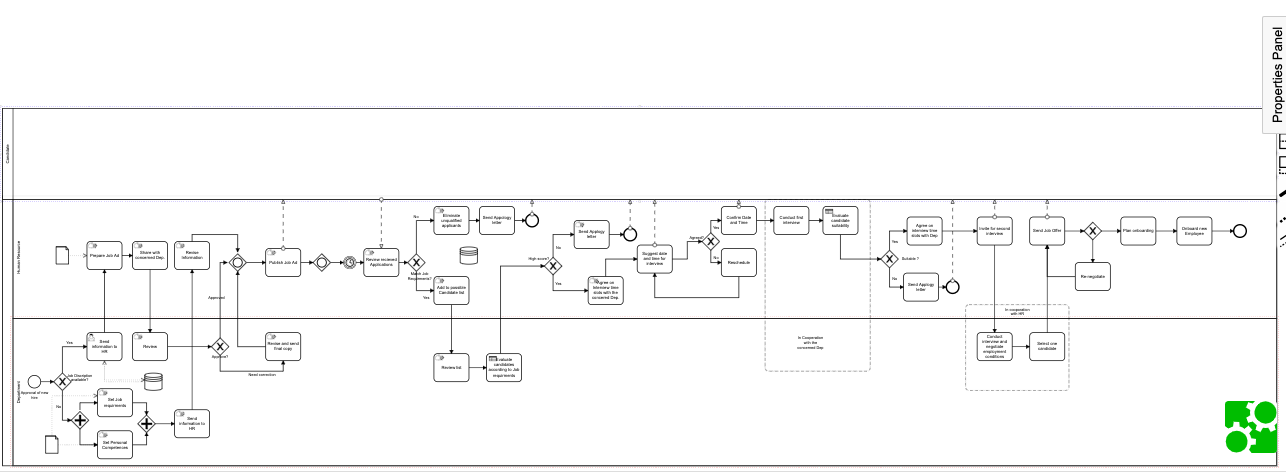 Properties Panel
Candidate
Human Resource
Department
Prepare Job Ad
Share with
concerned Dep.
Revise
Information
Publish Job Ad
Review recieved
Applications
Approved
No
Match Job
Requirments?
Yes
Eliminate
unqualified
applicants
Send Appology
letter
Add to possible
Candidate list
High score?
No
Yes
Send Apology
letter
Agree on
Interview time
slots with the
concerned Dep.
Suggest date
and time for
interview
Agreed?
Yes
No
Confirm Date
and Time
Reschedule
Conduct first
interview
Evaluate
candidate
suitability
In Cooperation
with the
concerned Dep
Suitable ?
Yes
No
Agree on
interview time
slots with Dep.
Send Apology
letter
Invite for second
interview
Send Job Offer
Re-negotiate
Plan onboarding
Onboard new
Employee
In cooperation
with HR
Conduct
interview and
negotiate
employment
conditions
Select one
candidate
Approval of new
hire
Job Discription
available?
Yes
No
Send
information to
HR
Review
Approve?
Need correction
Revise and send
final copy
Set Job
requirments
Set Personal
Competences
Send
information to
HR
Review list
Evaluate
candidates
according to Job
requirments